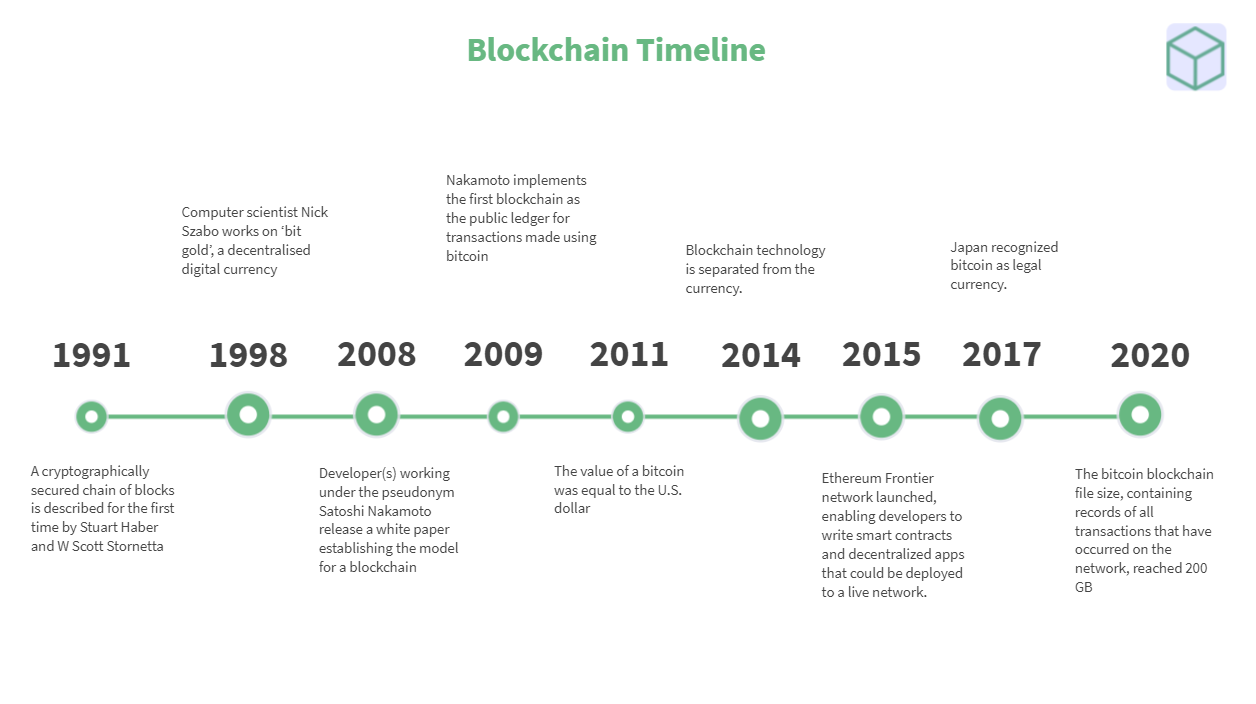 Blockchain Timeline
Nakamoto implements
the first blockchain as
the public ledger for
transactions made using
bitcoin
Computer scientist Nick
Szabo works on ‘bit
gold’, a decentralised
digital currency
Blockchain technology
is separated from the
currency.
Japan recognized
bitcoin as legal
currency.
1991 1998 2008 2009 2011 2014 2015 2017 2020
A cryptographically
secured chain of blocks
is described for the first
time by Stuart Haber
and W Scott Stornetta
Developer(s) working
under the pseudonym
Satoshi Nakamoto
release a white paper
establishing the model
for a blockchain
The value of a bitcoin
was equal to the U.S.
dollar
Ethereum Frontier
network launched,
enabling developers to
write smart contracts
and decentralized apps
that could be deployed
to a live network.
The bitcoin blockchain
file size, containing
records of all
transactions that have
occurred on the
network, reached 200
GB